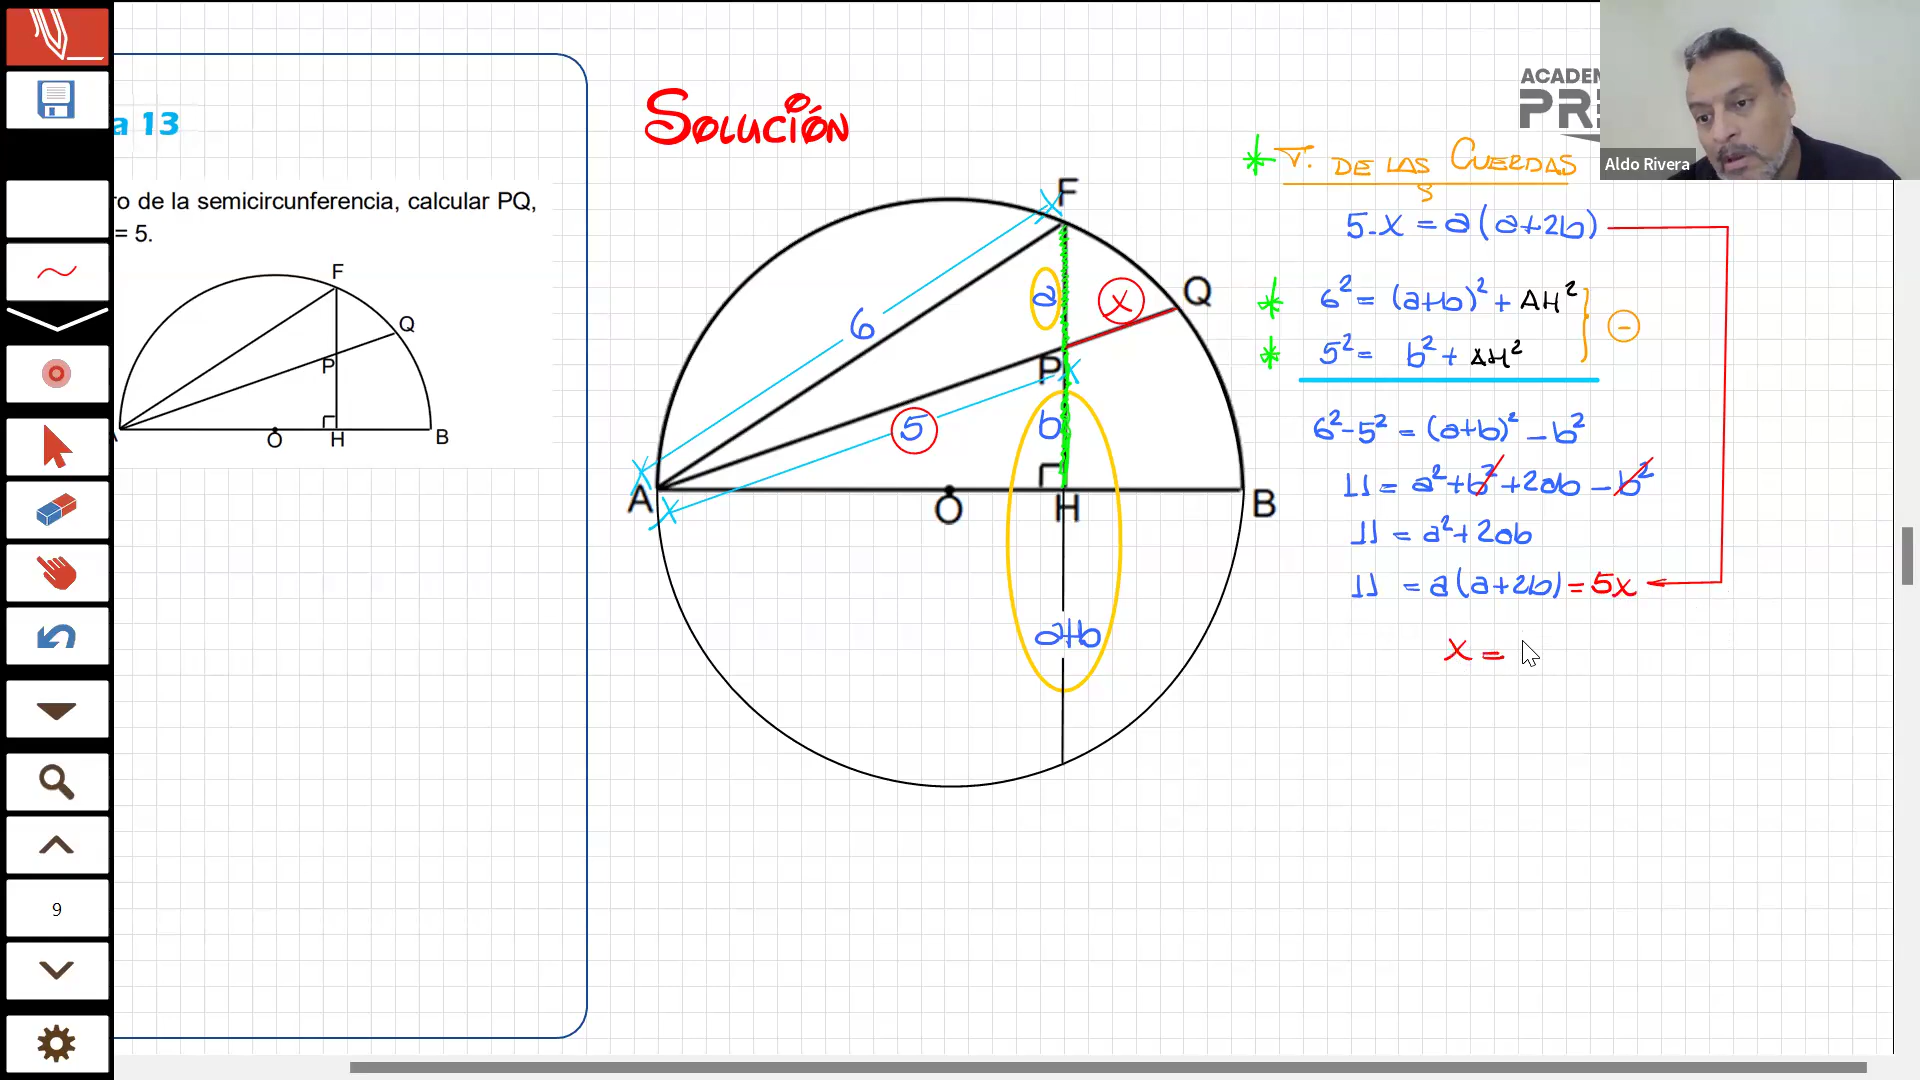 a 13
ro de la semicircunferencia, calcular PQ,
= 5.
F
Q
P
O
H
B
9
SOLUCIÓN
F
a
x
Q
6
P
5
b
A
O
H
B
a+b
ACADEM
PRE
Aldo Rivera
* T. DE LAS CUERDAS
5.x = a(a+2b)
* 6² = (a+b)² + AH²
* 5² = b² + AH²
-
6²-5² = (a+b)² - b²
11 = a²+b²+2ab-b²
11 = a²+2ab
11 = a(a+2b) = 5x
x =